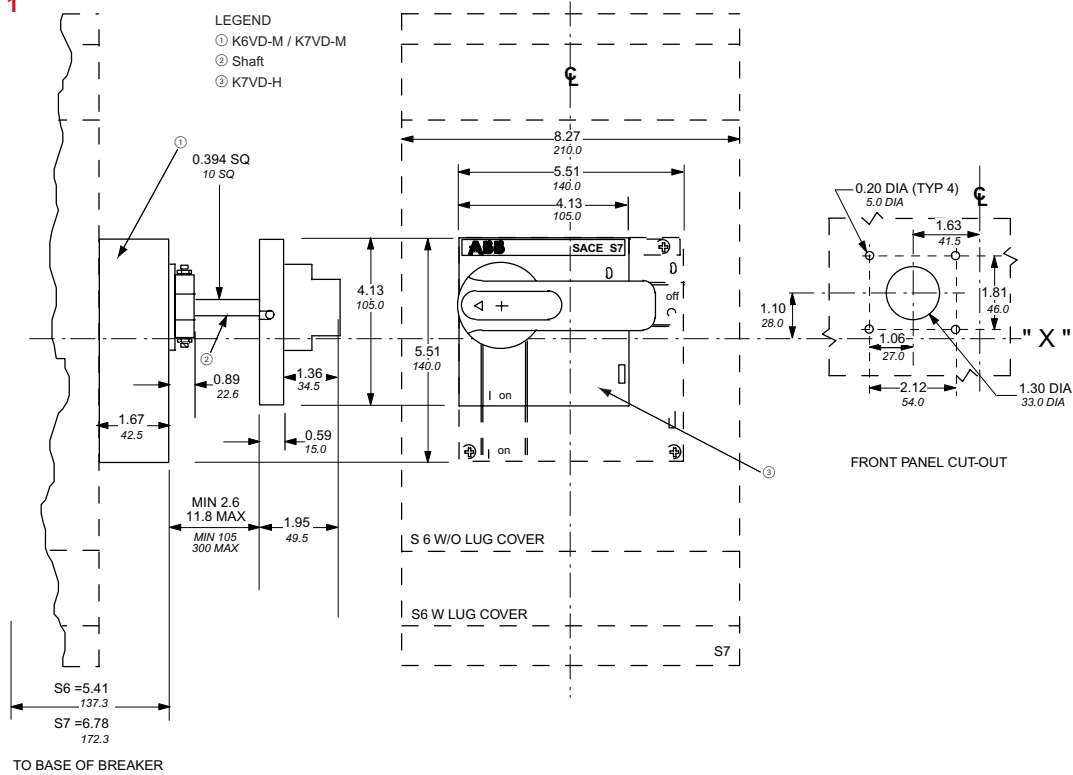 1
LEGEND
① K6VD-M / K7VD-M
② Shaft
③ K7VD-H
①
0.394 SQ
10 SQ
②
0.89
22.6
1.67
42.5
1.36
34.5
0.59
15.0
MIN 2.6
11.8 MAX
MIN 105
300 MAX
1.95
49.5
4.13
105.0
5.51
140.0
S6 =5.41
137.3
S7 =6.78
172.3
TO BASE OF BREAKER
℄
8.27
210.0
5.51
140.0
4.13
105.0
ABB
SACE S7
0
off
I on
I on
③
S 6 W/O LUG COVER
S6 W LUG COVER
S7
0.20 DIA (TYP 4)
5.0 DIA
℄
1.63
41.5
1.81
46.0
1.10
28.0
" X "
1.06
27.0
2.12
54.0
1.30 DIA
33.0 DIA
FRONT PANEL CUT-OUT